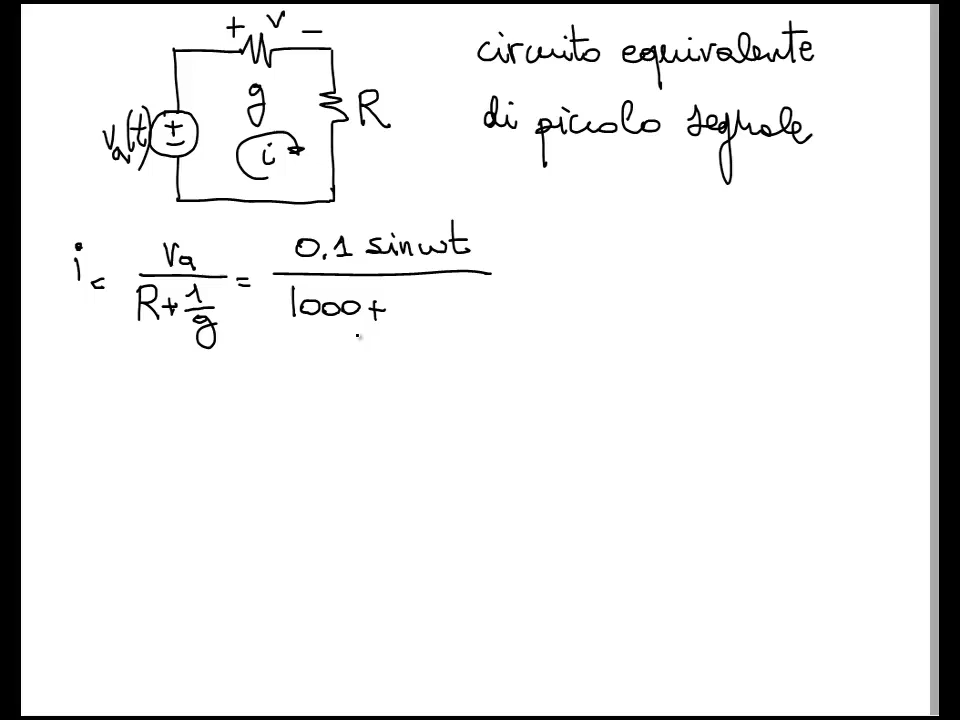 + v −
circuito equivalente
g R
di piccolo segnale
va(t) + − i
i = va / (R + 1/g) = 0.1 sin ωt / 1000 +